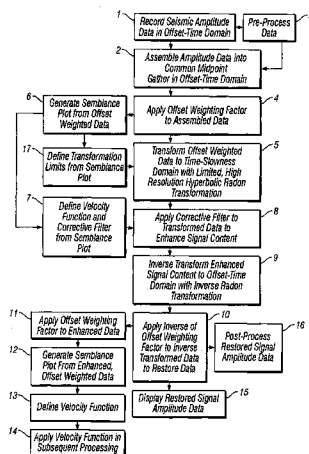 1
Record Seismic Amplitude
Data in Offset-Time Domain
Pre-Process
Data
2
Assemble Amplitude Data into
Common Midpoint
Gather in Offset-Time Domain
6
Generate Semblance
Plot from Offset
Weighted Data
4
Apply Offset Weighting Factor
to Assembled Data
17
Define Transformation
Limits from Semblance
Plot
5
Transform Offset Weighted
Data to Time-Slowness
Domain with Limited, High
Resolution Hyperbolic Radon
Transformation
7
Define Velocity
Function and
Corrective Filter
from Semblance
Plot
8
Apply Corrective Filter to
Transformed Data to
Enhance Signal Content
9
Inverse Transform Enhanced
Signal Content to Offset-Time
Domain with Inverse Radon
Transformation
11
Apply Offset Weighting
Factor to Enhanced Data
10
Apply Inverse of
Offset Weighting
Factor to Inverse
Transformed Data
to Restore Data
16
Post-Process
Restored Signal
Amplitude Data
12
Generate Semblance
Plot From Enhanced,
Offset Weighted Data
15
Display Restored Signal
Amplitude Data
13
Define Velocity Function
14
Apply Velocity Function in
Subsequent Processing